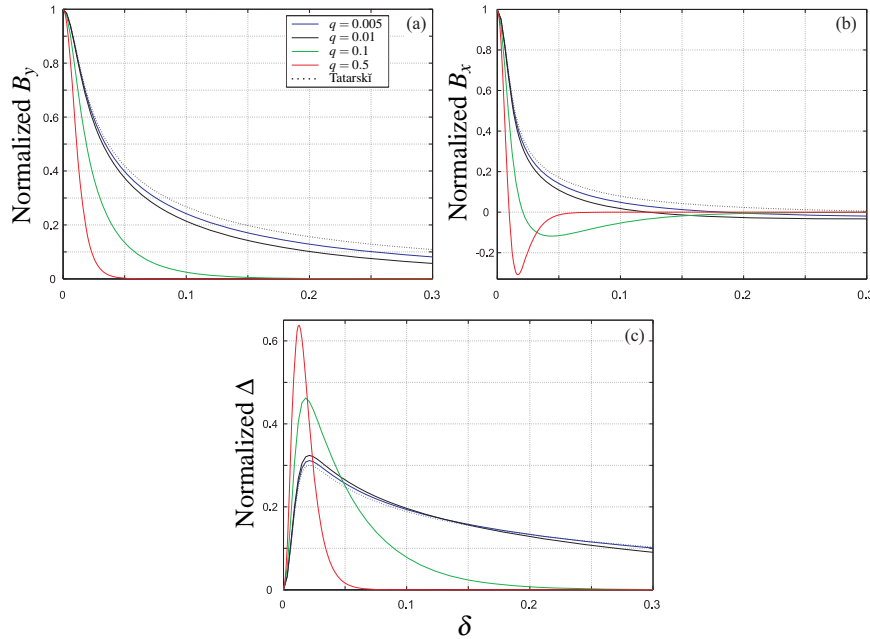 (a)
Normalized B_y
1
0.8
0.6
0.4
0.2
0
0
0.1
0.2
0.3
q = 0.005
q = 0.01
q = 0.1
q = 0.5
Tatarskĭ
(b)
Normalized B_x
1
0.8
0.6
0.4
0.2
0
-0.2
0
0.1
0.2
0.3
(c)
Normalized Δ
0.6
0.4
0.2
0
0
0.1
0.2
0.3
δ